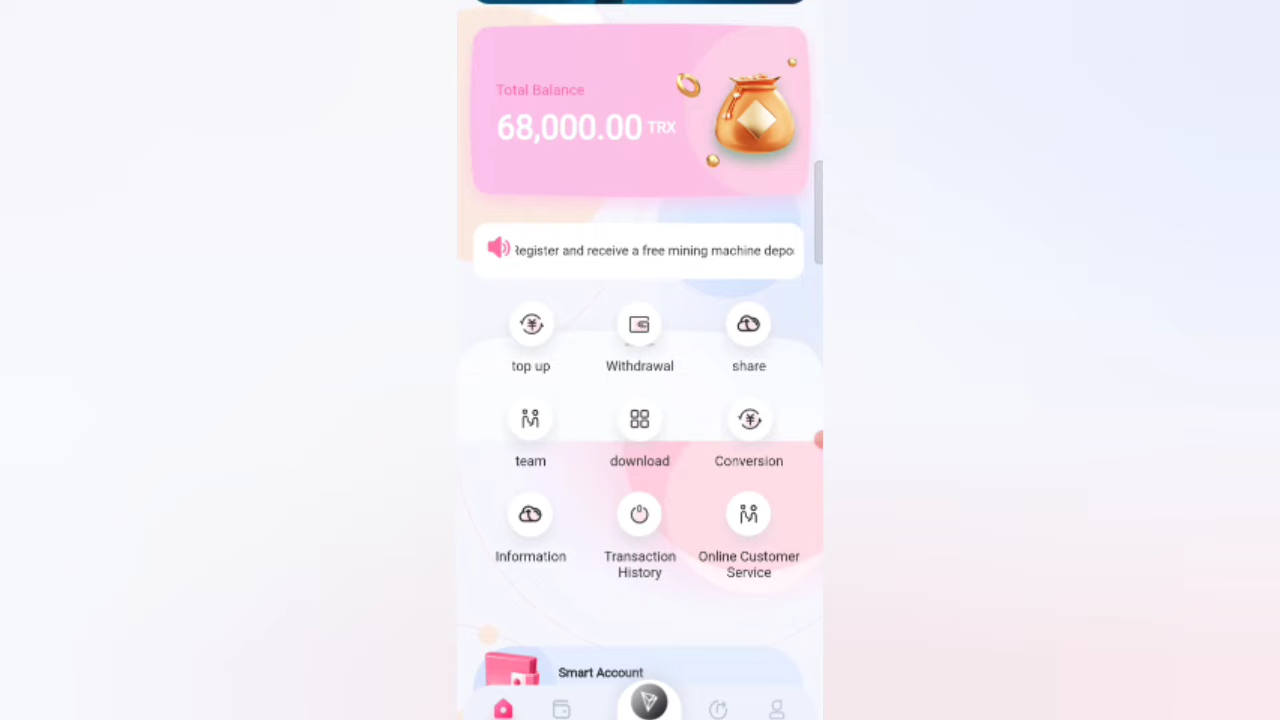 Total Balance
68,000.00 TRX
Register and receive a free mining machine depo
top up
Withdrawal
share
team
download
Conversion
Information
Transaction
History
Online Customer
Service
Smart Account